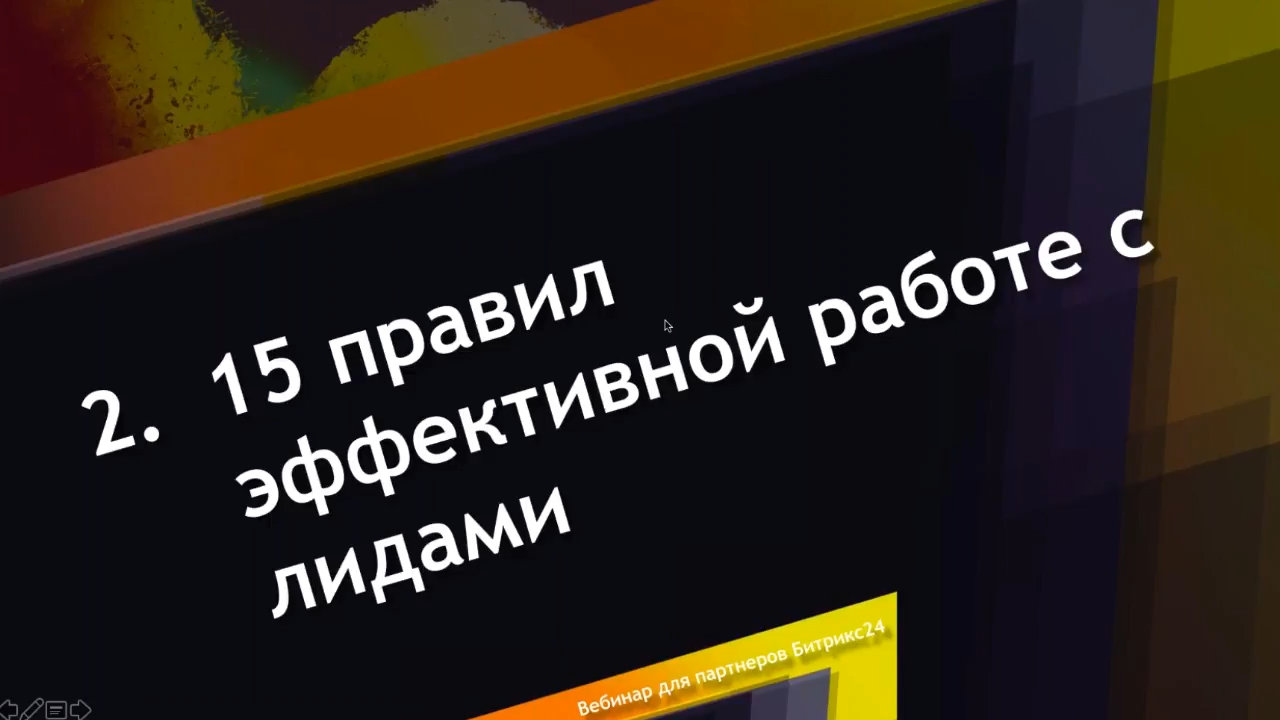 2. 15 правил
эффективной работе с
лидами
Вебинар для партнеров Битрикс24